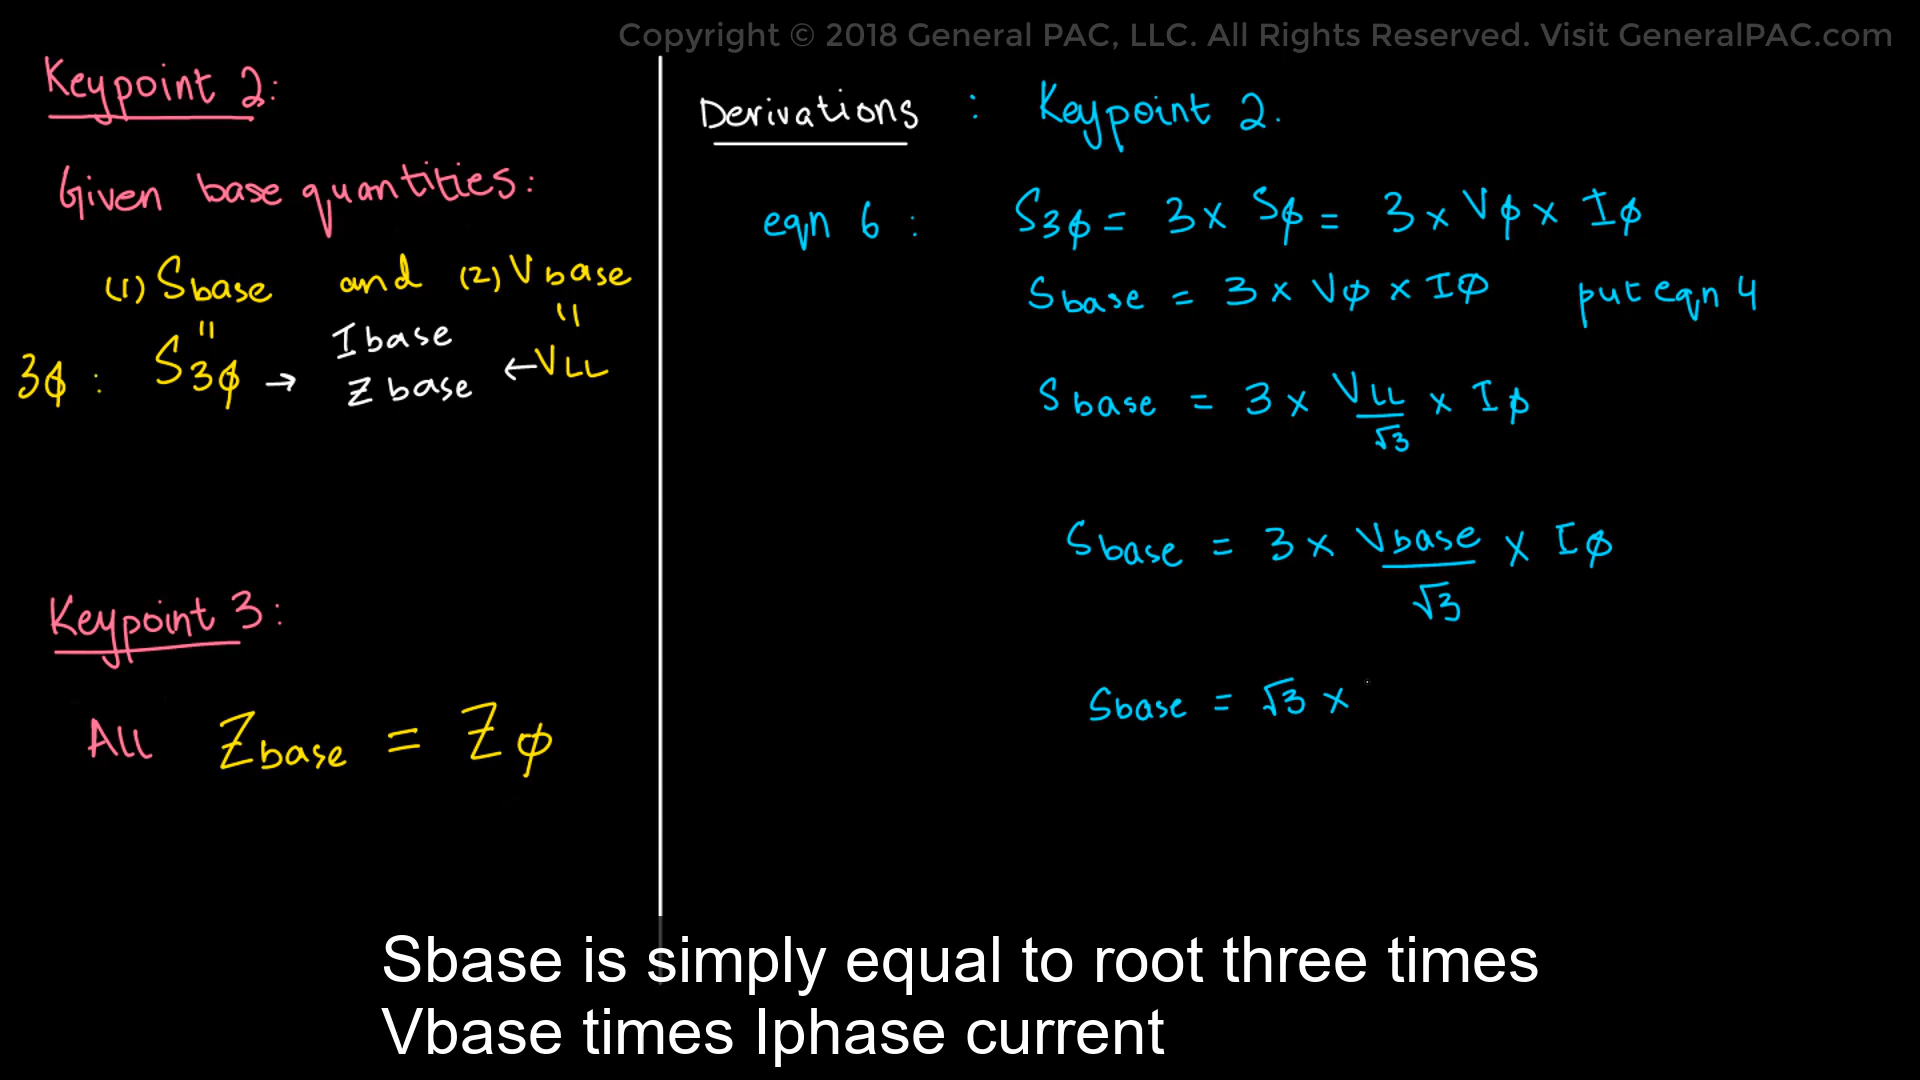 Copyright © 2018 General PAC, LLC. All Rights Reserved. Visit GeneralPAC.com
Keypoint 2:
Given base quantities:
(1) Sbase and (2) Vbase
" Ibase "
3ϕ : S3ϕ → Zbase ← VLL
Keypoint 3:
All Zbase = Zϕ
Derivations : Keypoint 2.
eqn 6 : S3ϕ = 3 x Sϕ = 3 x Vϕ x Iϕ
Sbase = 3 x Vϕ x Iϕ put eqn 4
Sbase = 3 x VLL/√3 x Iϕ
Sbase = 3 x Vbase/√3 x Iϕ
Sbase = √3 x
Sbase is simply equal to root three times
Vbase times Iphase current